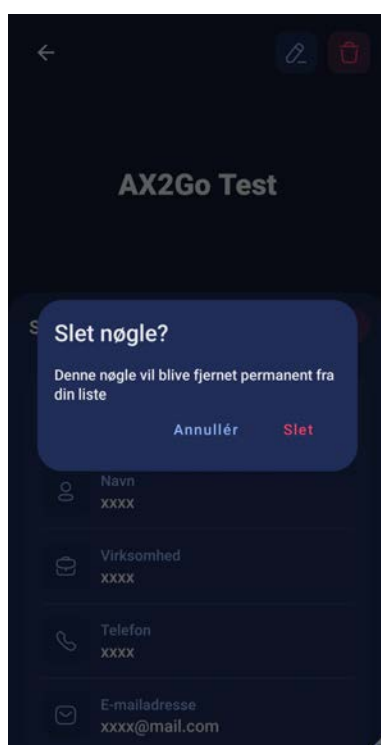 AX2Go Test
S
Slet nøgle?
Denne nøgle vil blive fjernet permanent fra
din liste
Annullér Slet
Navn
xxxx
Virksomhed
xxxx
Telefon
xxxx
E-mailadresse
xxxx@mail.com